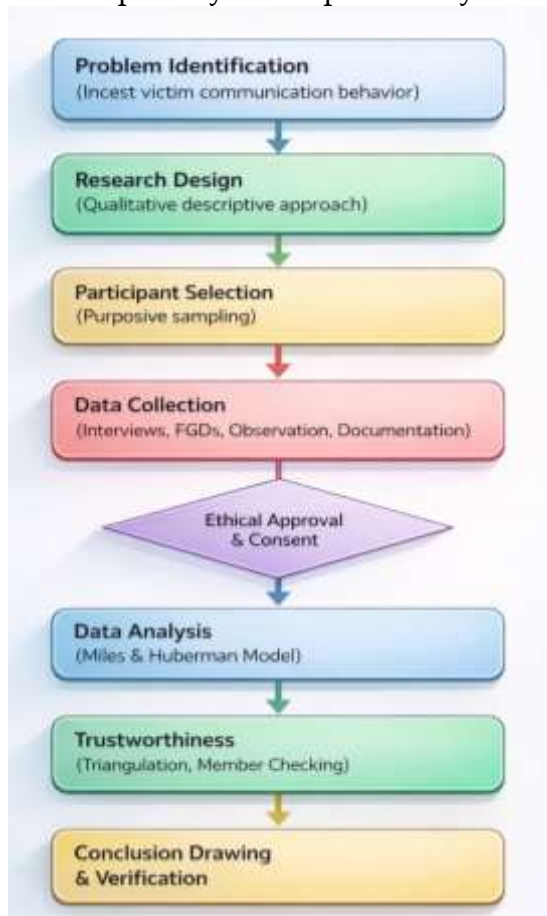 Problem Identification
(Incest victim communication behavior)
Research Design
(Qualitative descriptive approach)
Participant Selection
(Purposive sampling)
Data Collection
(Interviews, FGDs, Observation, Documentation)
Ethical Approval
& Consent
Data Analysis
(Miles & Huberman Model)
Trustworthiness
(Triangulation, Member Checking)
Conclusion Drawing
& Verification